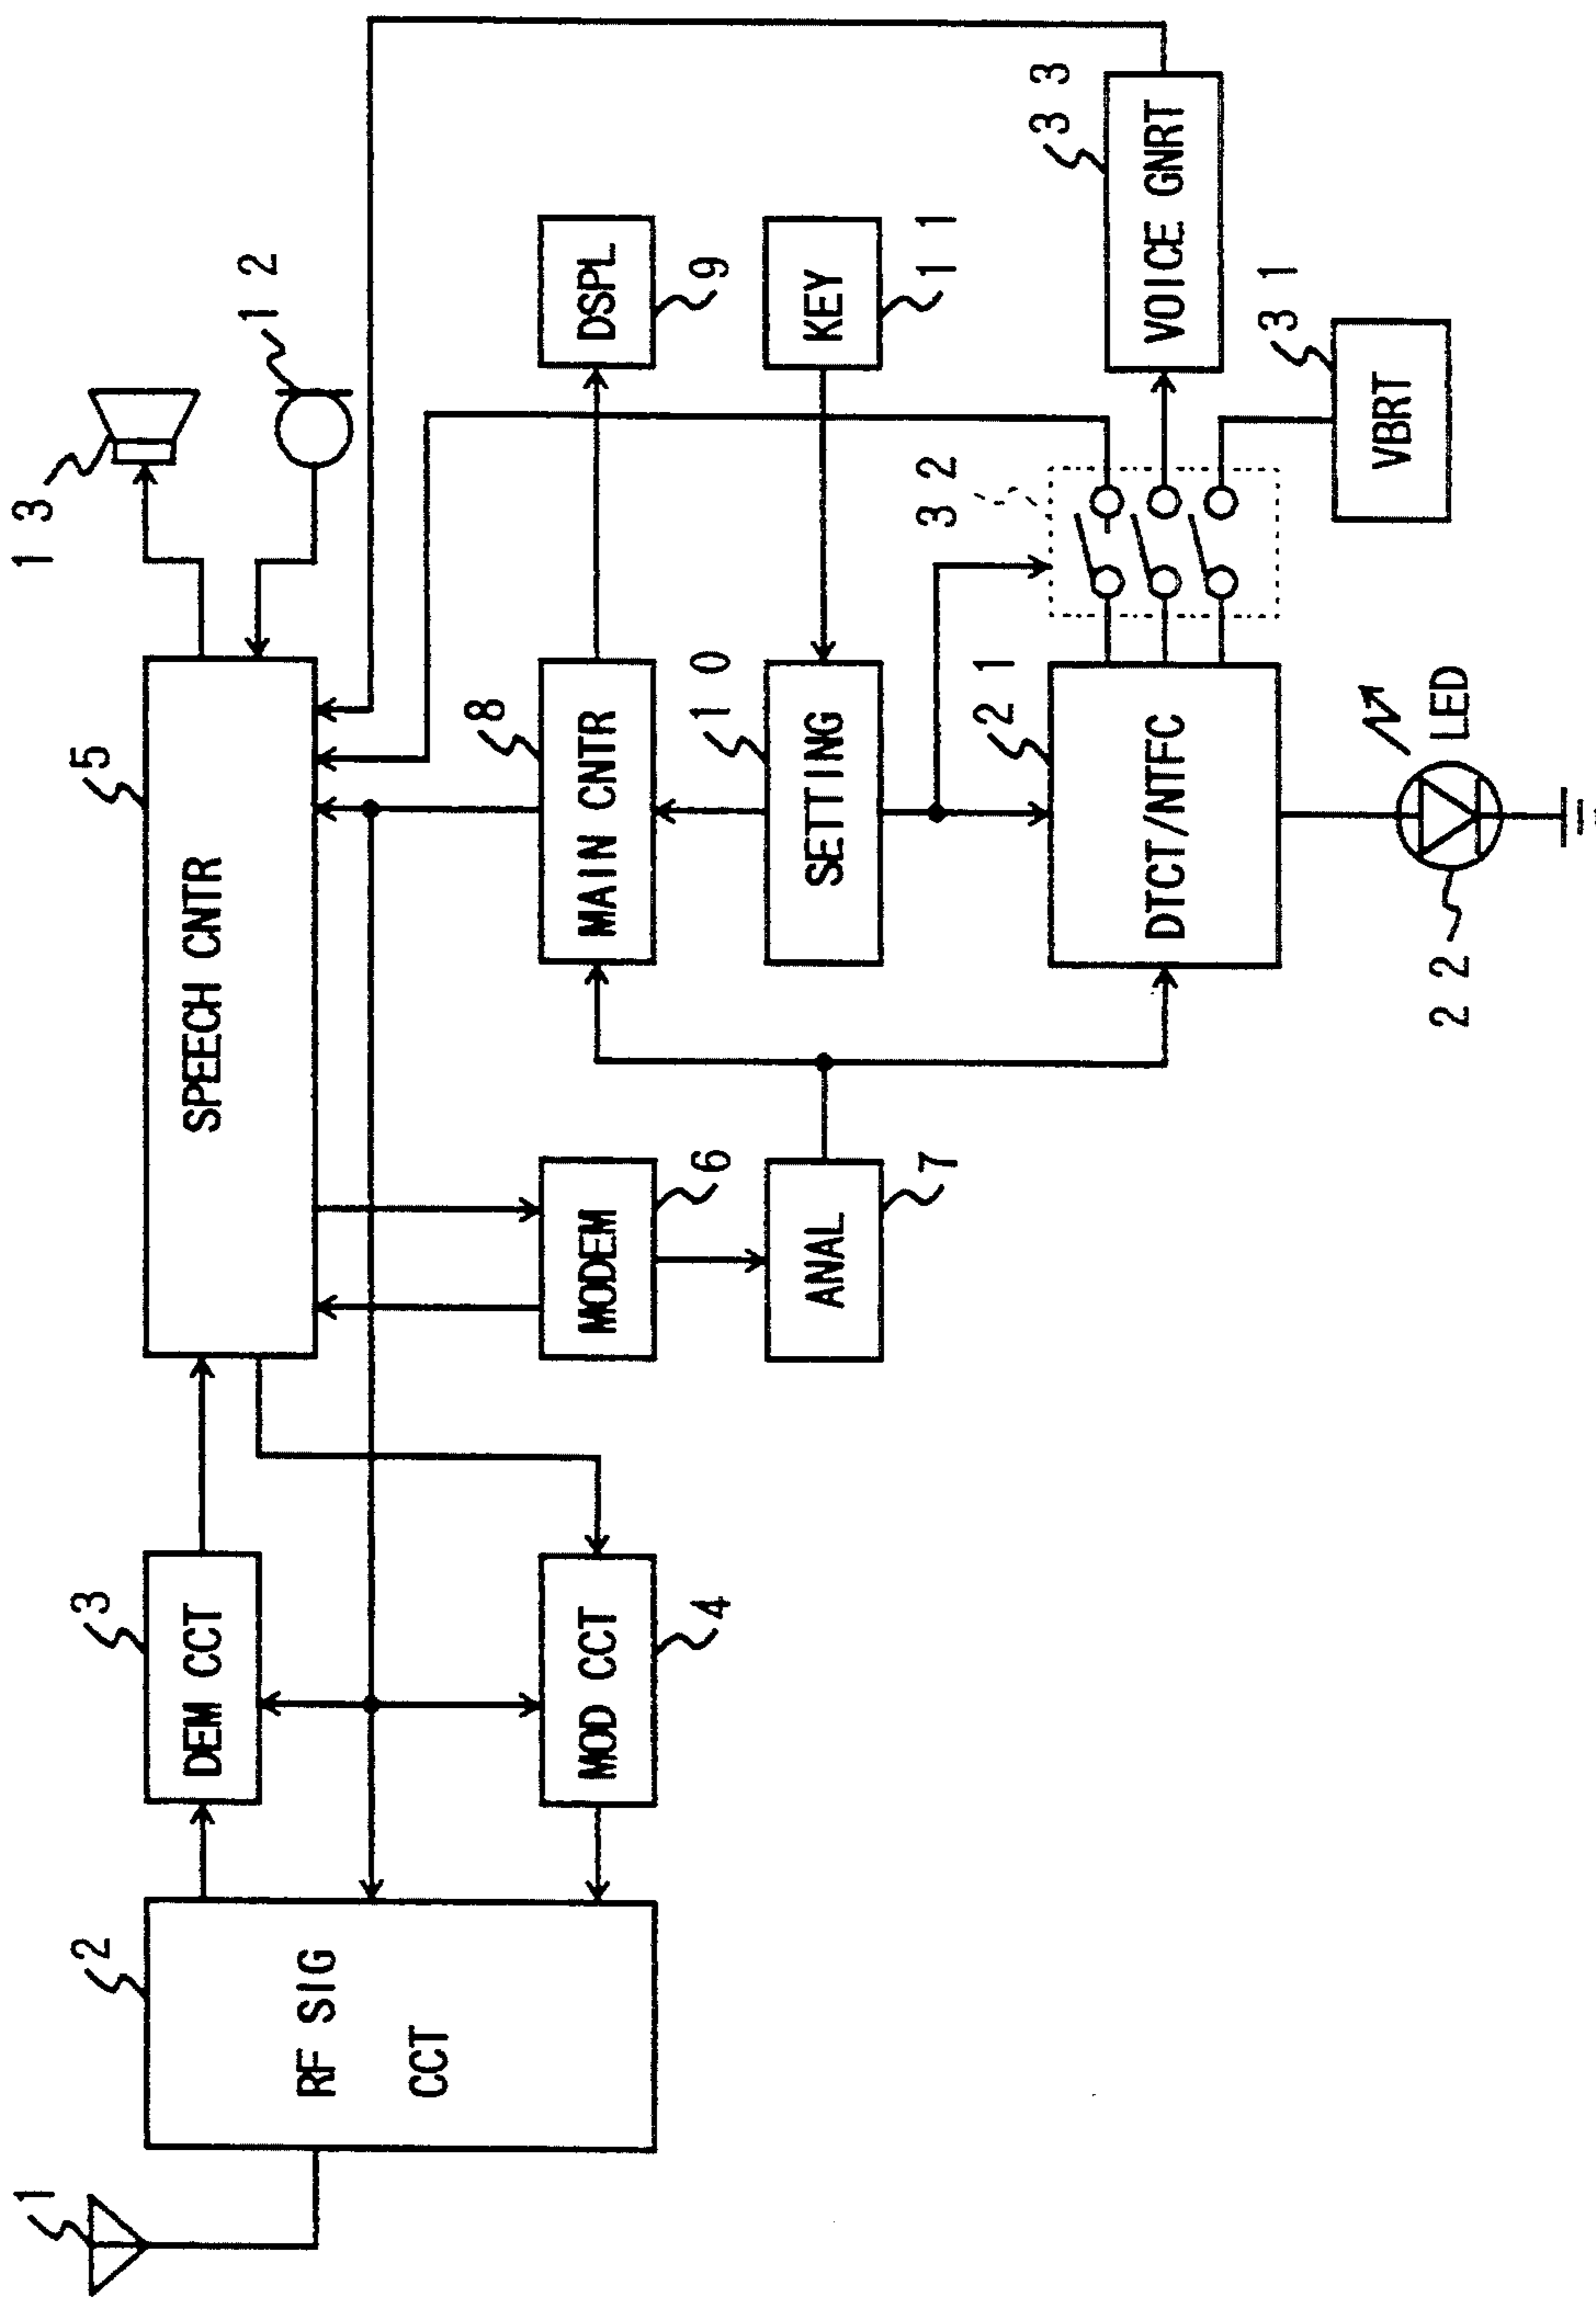 1
2
RF SIG
CCT
3
DEM CCT
4
MOD CCT
5
SPEECH CNTR
13
12
6
MODEM
7
ANAL
8
MAIN CNTR
DSPL
9
10
SETTING
KEY
11
21
DTCT/NTFC
32
33
VOICE GNRT
31
VBRT
22
LED